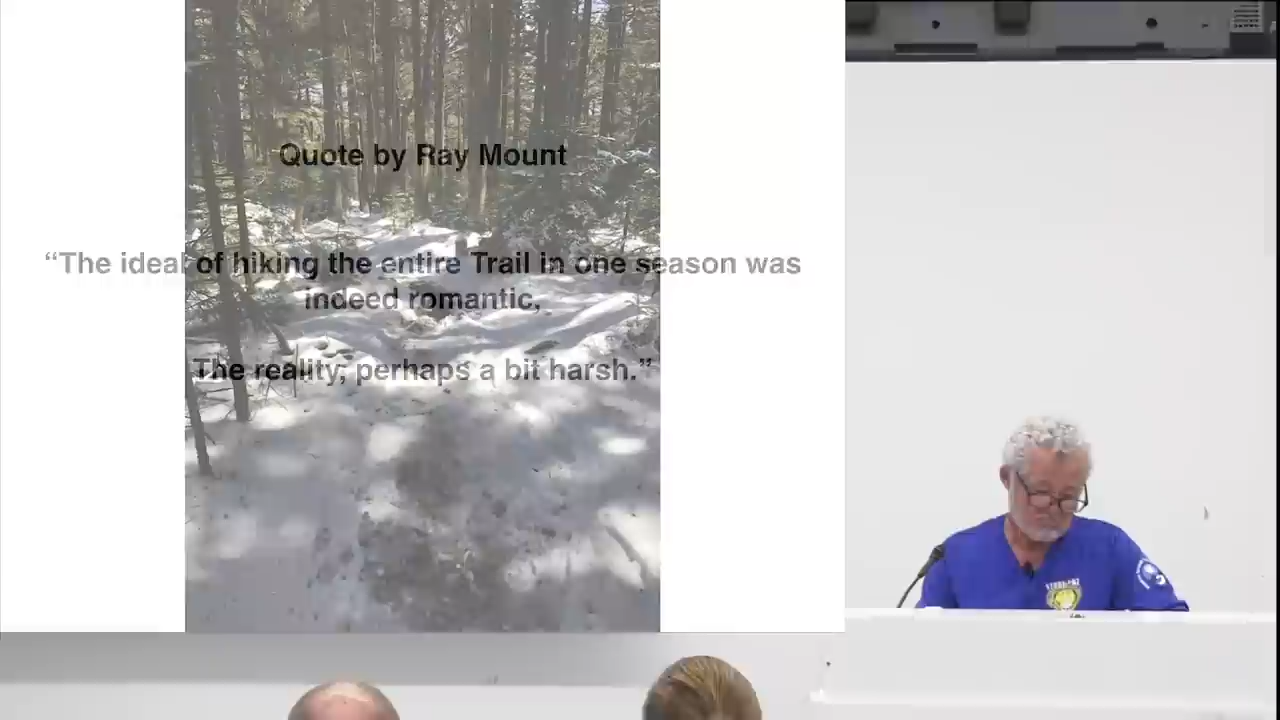 Quote by Ray Mount
“The ideal of hiking the entire Trail in one season was
indeed romantic,
The reality; perhaps a bit harsh.”